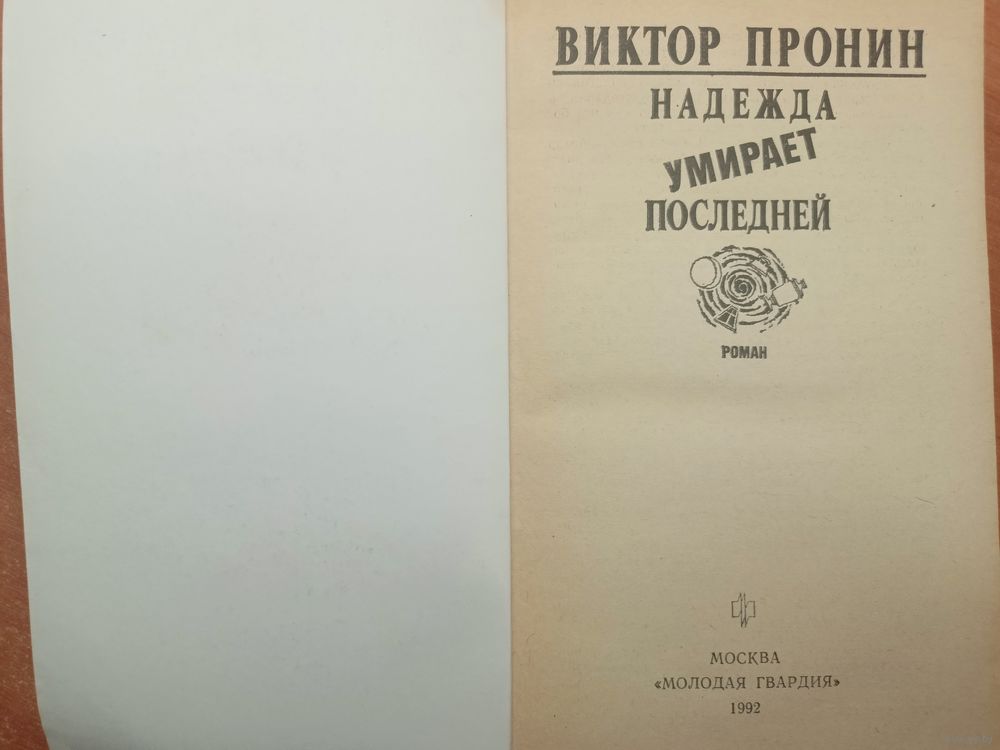 ВИКТОР ПРОНИН
НАДЕЖДА
УМИРАЕТ
ПОСЛЕДНЕЙ
РОМАН
МОСКВА
«МОЛОДАЯ ГВАРДИЯ»
1992